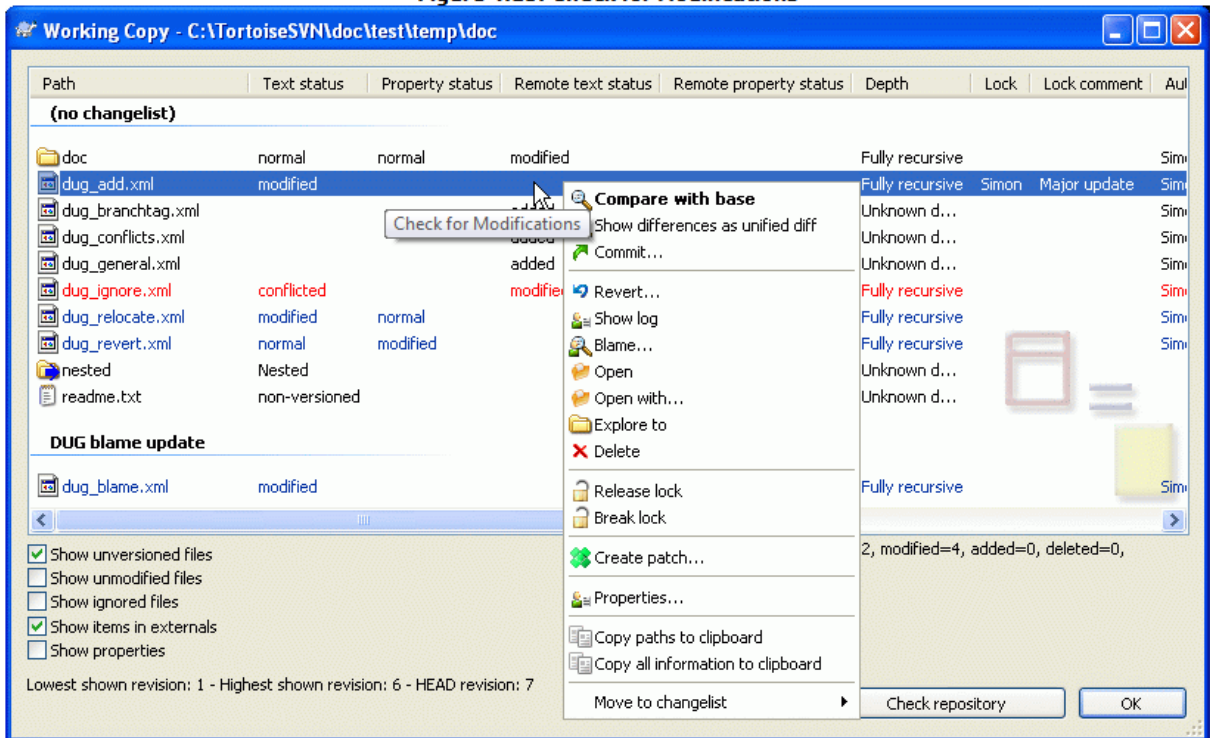 Working Copy - C:\TortoiseSVN\doc\test\temp\doc
Path Text status Property status Remote text status Remote property status Depth Lock Lock comment
(no changelist)
doc normal normal modified Fully recursive
dug_add.xml modified Fully recursive Simon Major update
Compare with base
dug_branchtag.xml Unknown d...
Check for Modifications
Show differences as unified diff
dug_conflicts.xml added Unknown d...
Commit...
dug_general.xml added Unknown d...
dug_ignore.xml conflicted Fully recursive
Revert...
dug_relocate.xml modified normal Fully recursive
Show log
dug_revert.xml normal modified Fully recursive
Blame...
nested Nested Unknown d...
Open
readme.txt non-versioned Unknown d...
Open with...
Explore to
DUG blame update
Delete
dug_blame.xml modified Fully recursive
Release lock
Break lock
Show unversioned files
Create patch...
2, modified=4, added=0, deleted=0,
Show unmodified files
Show ignored files
Properties...
Show items in externals
Copy paths to clipboard
Show properties
Copy all information to clipboard
Lowest shown revision: 1 - Highest shown revision: 6 - HEAD revision: 7
Move to changelist
Check repository OK